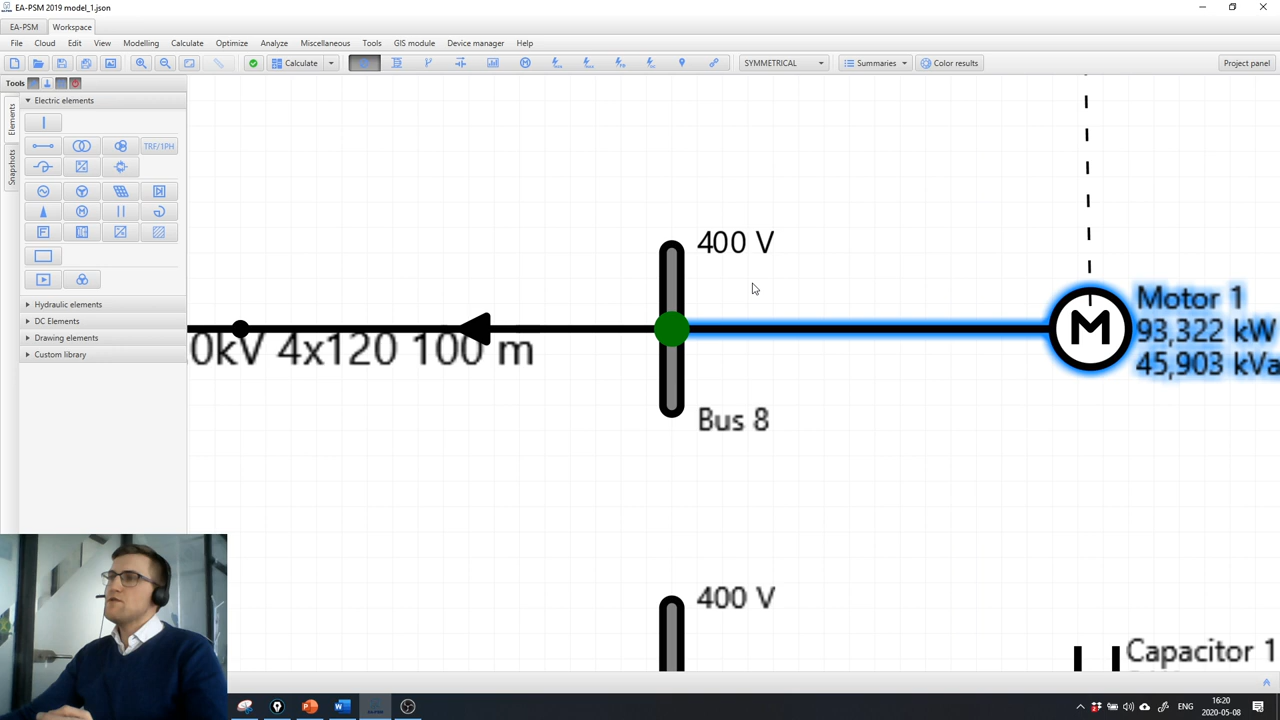 EA-PSM 2019 model_1.json
EA-PSM Workspace
File Cloud Edit View Modelling Calculate Optimize Analyze Miscellaneous Tools GIS module Device manager Help
Calculate SYMMETRICAL Summaries Color results Project panel
Tools
Elements
Snapshots
Electric elements
TRF/1PH
Hydraulic elements
DC Elements
Drawing elements
Custom library
400 V
0kV 4x120 100 m
Bus 8
M
Motor 1
93,322 kW
45,903 kVa
400 V
Capacitor 1
ENG
16:20
2020-05-08